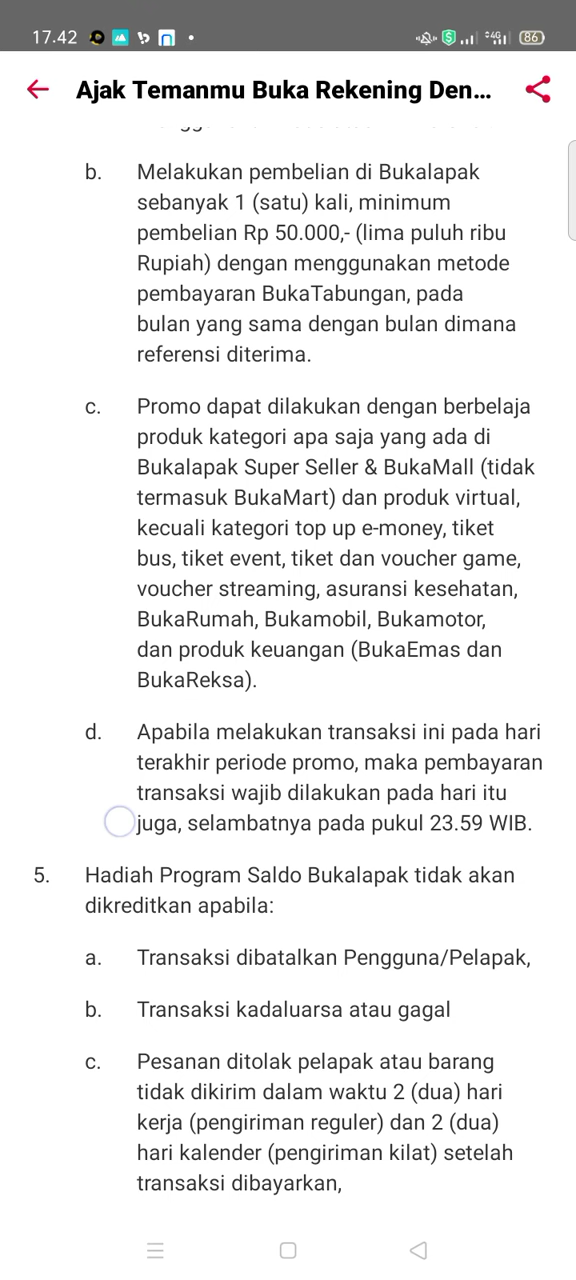 17.42
4G
86
Ajak Temanmu Buka Rekening Den...
b. Melakukan pembelian di Bukalapak
sebanyak 1 (satu) kali, minimum
pembelian Rp 50.000,- (lima puluh ribu
Rupiah) dengan menggunakan metode
pembayaran BukaTabungan, pada
bulan yang sama dengan bulan dimana
referensi diterima.
c. Promo dapat dilakukan dengan berbelaja
produk kategori apa saja yang ada di
Bukalapak Super Seller & BukaMall (tidak
termasuk BukaMart) dan produk virtual,
kecuali kategori top up e-money, tiket
bus, tiket event, tiket dan voucher game,
voucher streaming, asuransi kesehatan,
BukaRumah, Bukamobil, Bukamotor,
dan produk keuangan (BukaEmas dan
BukaReksa).
d. Apabila melakukan transaksi ini pada hari
terakhir periode promo, maka pembayaran
transaksi wajib dilakukan pada hari itu
juga, selambatnya pada pukul 23.59 WIB.
5. Hadiah Program Saldo Bukalapak tidak akan
dikreditkan apabila:
a. Transaksi dibatalkan Pengguna/Pelapak,
b. Transaksi kadaluarsa atau gagal
c. Pesanan ditolak pelapak atau barang
tidak dikirim dalam waktu 2 (dua) hari
kerja (pengiriman reguler) dan 2 (dua)
hari kalender (pengiriman kilat) setelah
transaksi dibayarkan,